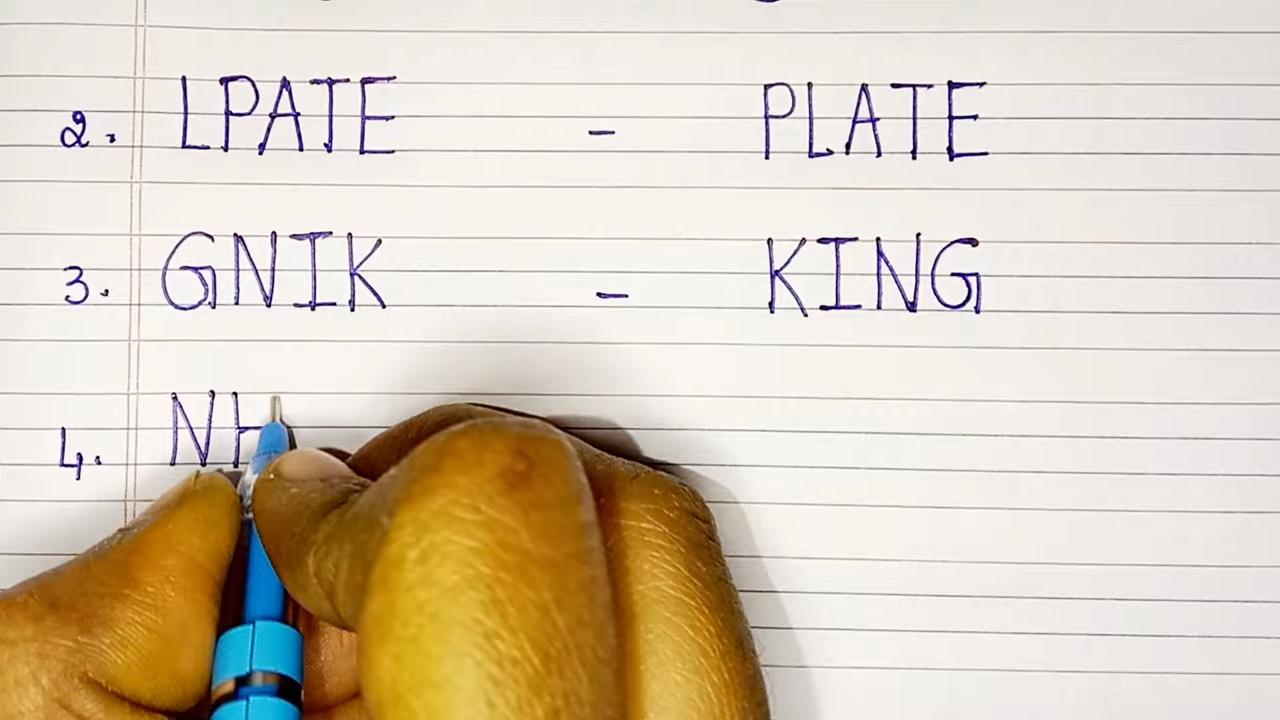 2. LPATE - PLATE
3. GNIK - KING
4. NH